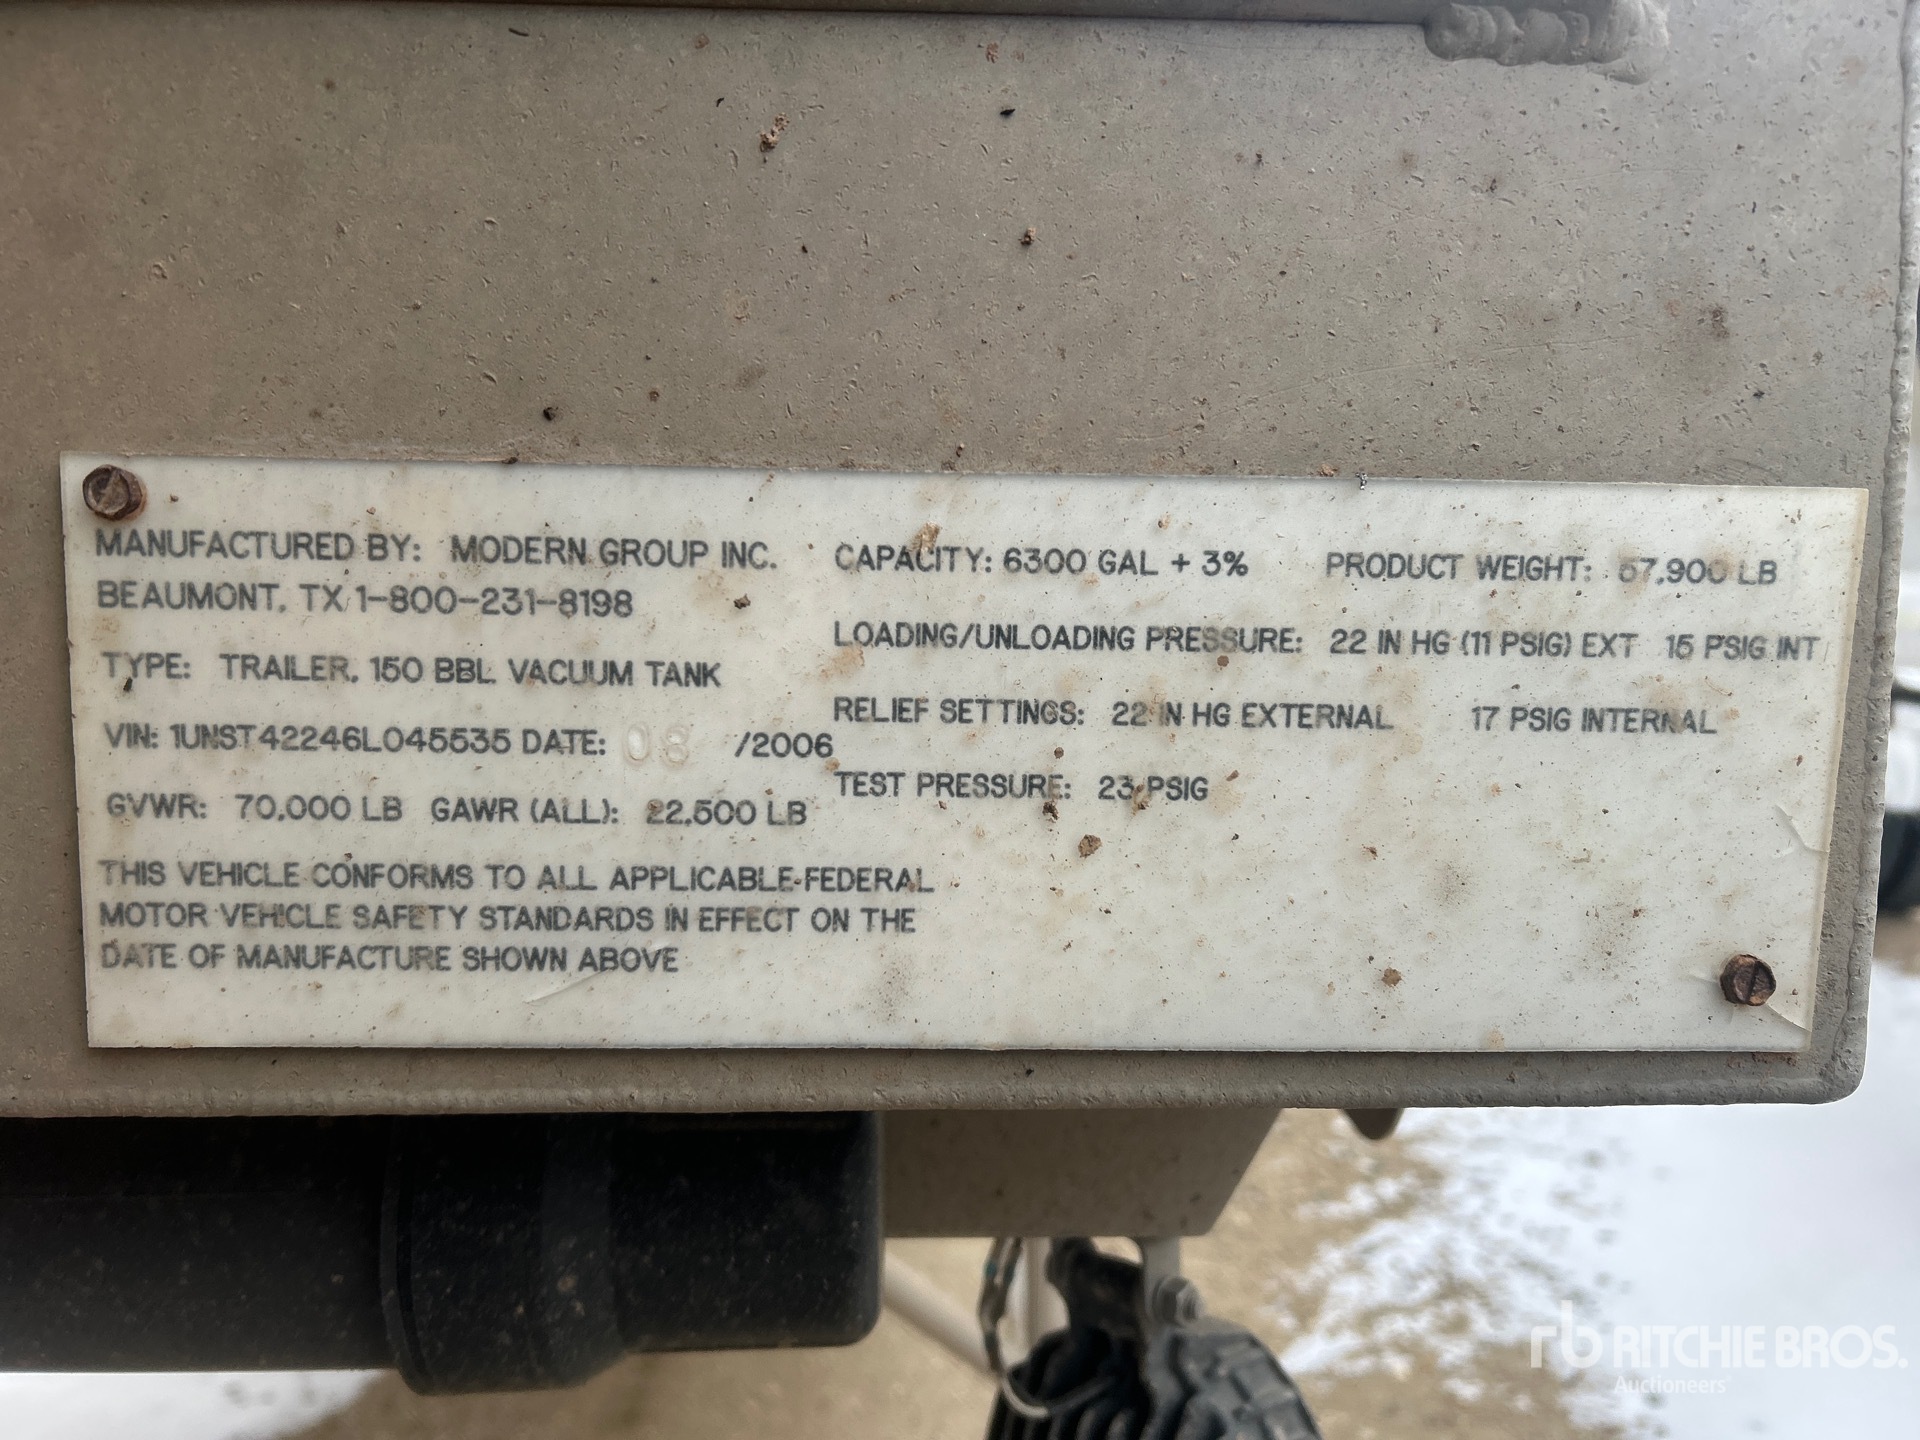 MANUFACTURED BY: MODERN GROUP INC.
BEAUMONT, TX 1-800-231-8198
TYPE: TRAILER, 150 BBL VACUUM TANK
VIN: 1UNST42246L045535 DATE: 08 /2006
GVWR: 70,000 LB GAWR (ALL): 22,500 LB
THIS VEHICLE CONFORMS TO ALL APPLICABLE FEDERAL
MOTOR VEHICLE SAFETY STANDARDS IN EFFECT ON THE
DATE OF MANUFACTURE SHOWN ABOVE
CAPACITY: 6300 GAL + 3% PRODUCT WEIGHT: 57,900 LB
LOADING/UNLOADING PRESSURE: 22 IN HG (11 PSIG) EXT 15 PSIG INT
RELIEF SETTINGS: 22 IN HG EXTERNAL 17 PSIG INTERNAL
TEST PRESSURE: 23 PSIG
rb RITCHIE BROS.
Auctioneers